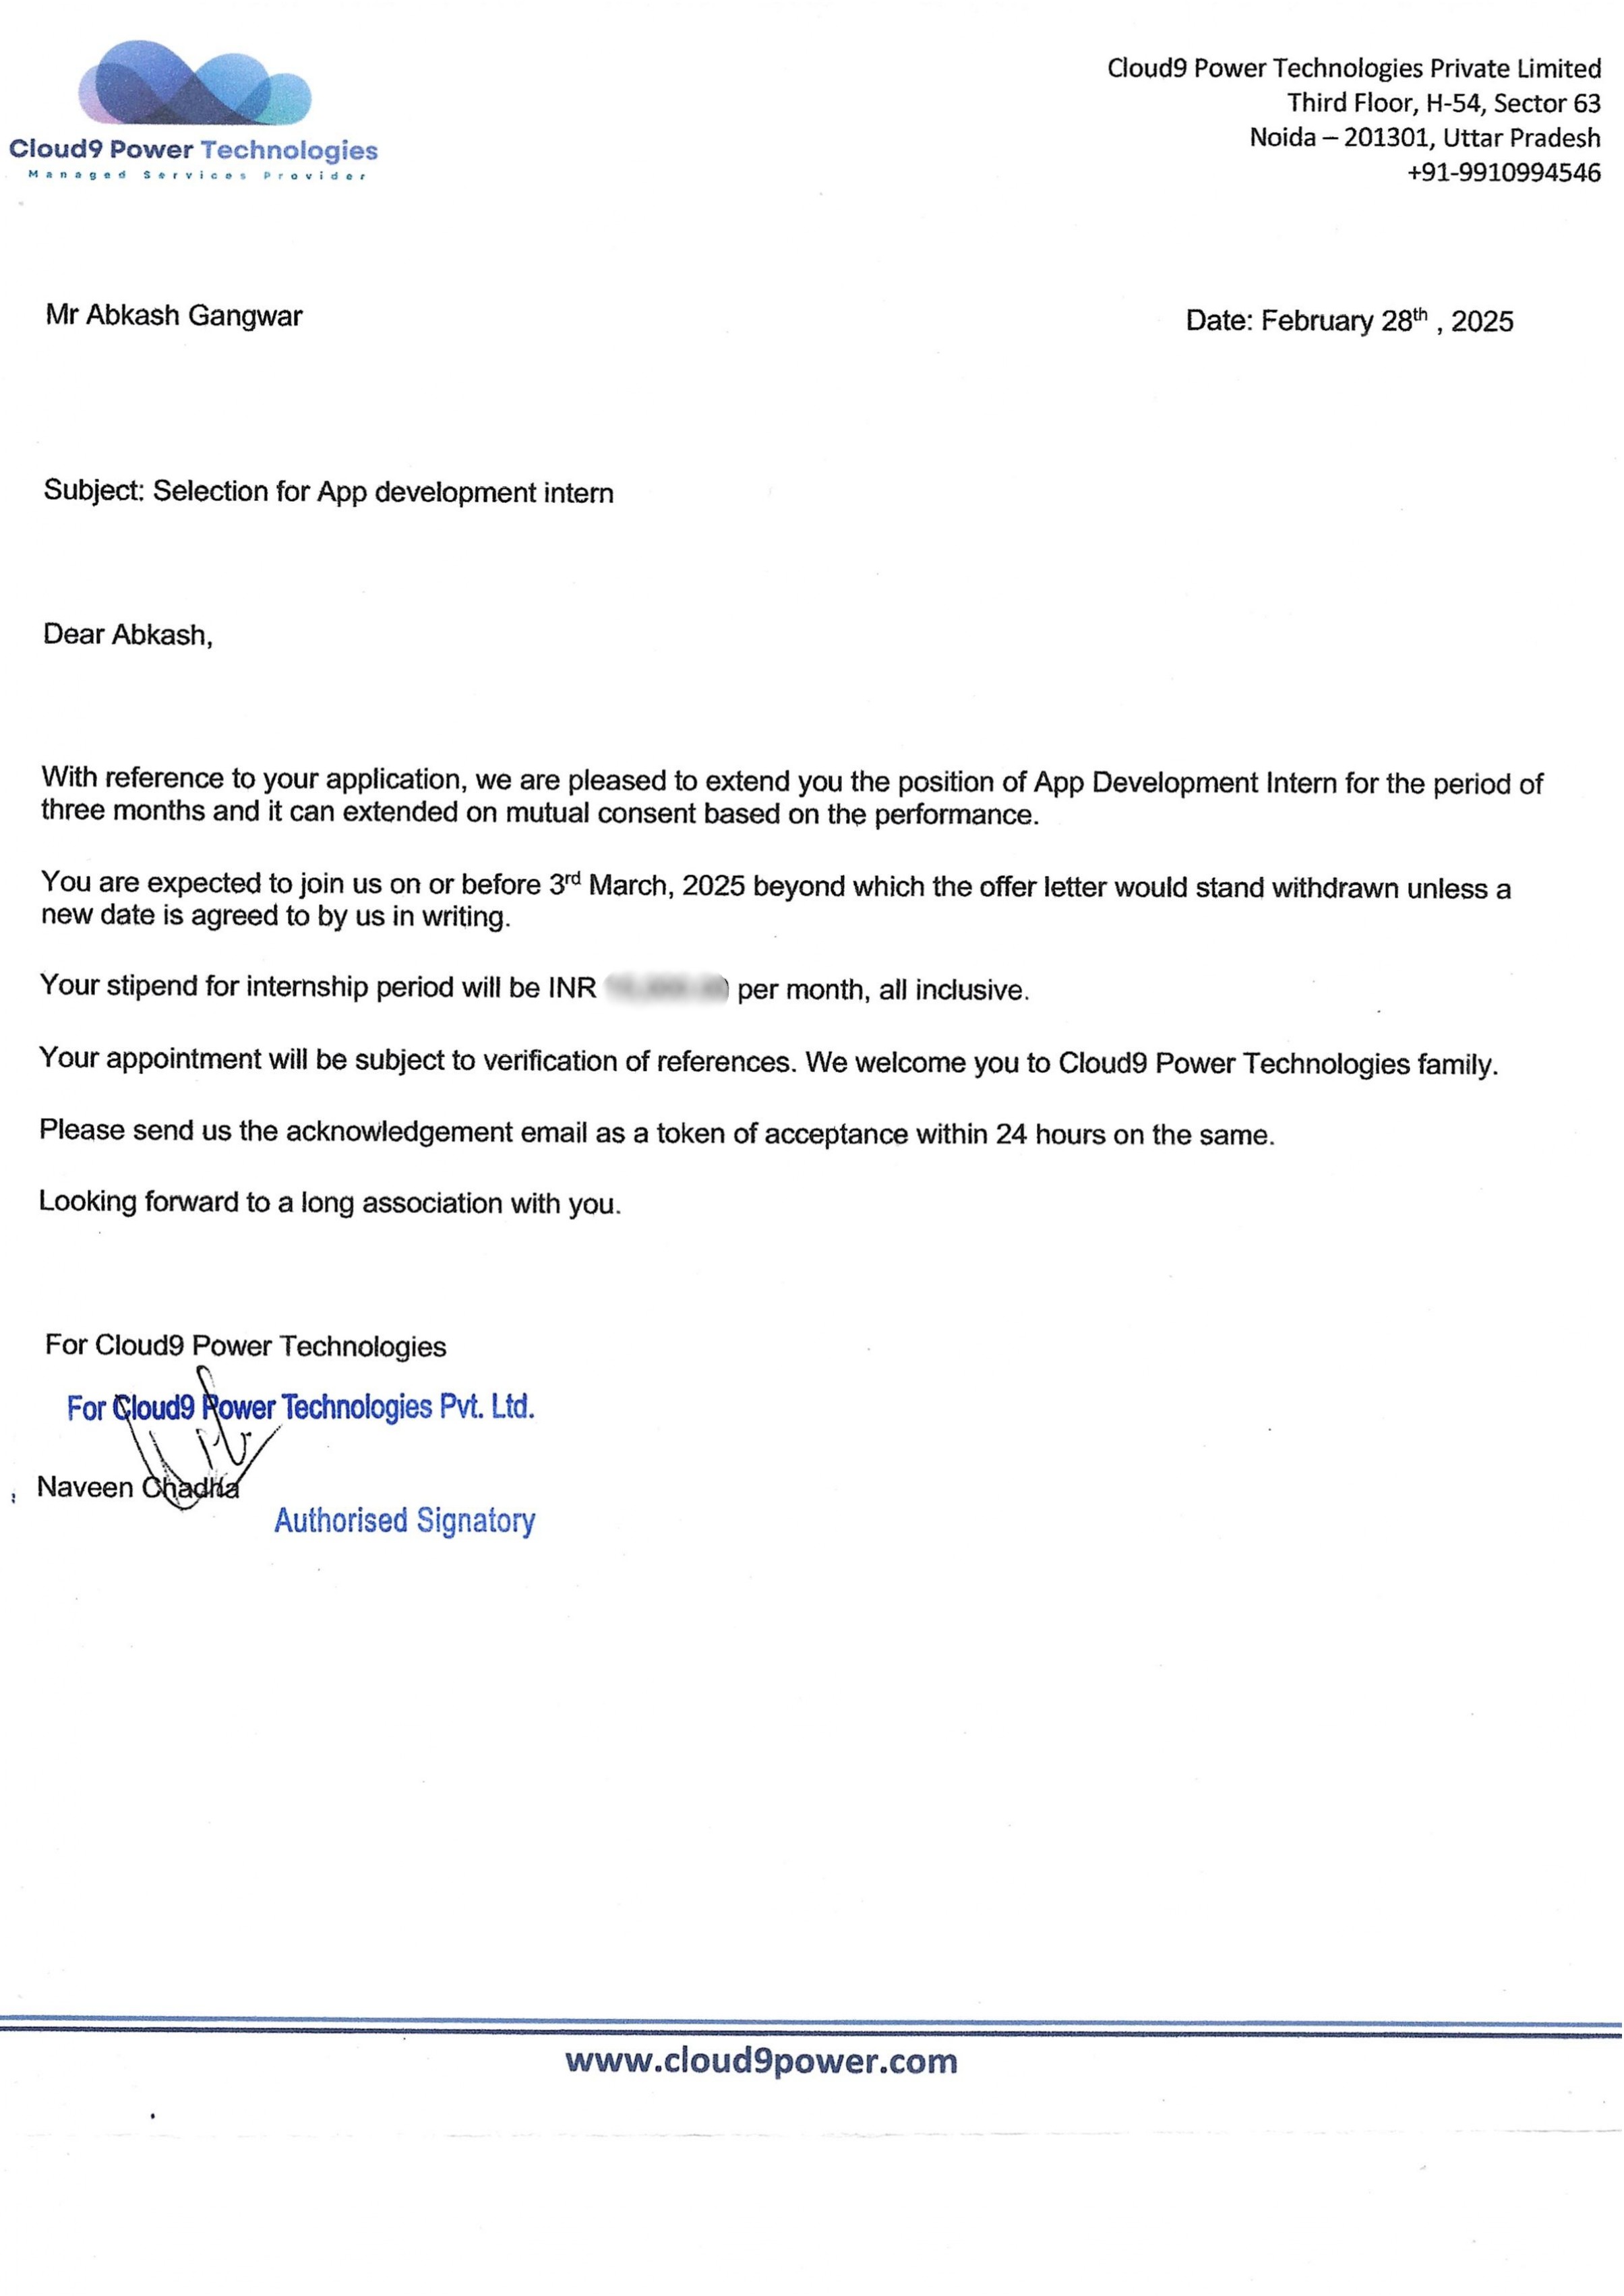 Cloud9 Power Technologies
Managed Services Provider
Cloud9 Power Technologies Private Limited
Third Floor, H-54, Sector 63
Noida – 201301, Uttar Pradesh
+91-9910994546
Mr Abkash Gangwar
Date: February 28th , 2025
Subject: Selection for App development intern
Dear Abkash,
With reference to your application, we are pleased to extend you the position of App Development Intern for the period of
three months and it can extended on mutual consent based on the performance.
You are expected to join us on or before 3rd March, 2025 beyond which the offer letter would stand withdrawn unless a
new date is agreed to by us in writing.
Your stipend for internship period will be INR per month, all inclusive.
Your appointment will be subject to verification of references. We welcome you to Cloud9 Power Technologies family.
Please send us the acknowledgement email as a token of acceptance within 24 hours on the same.
Looking forward to a long association with you.
For Cloud9 Power Technologies
For Cloud9 Power Technologies Pvt. Ltd.
Naveen Chadha
Authorised Signatory
www.cloud9power.com